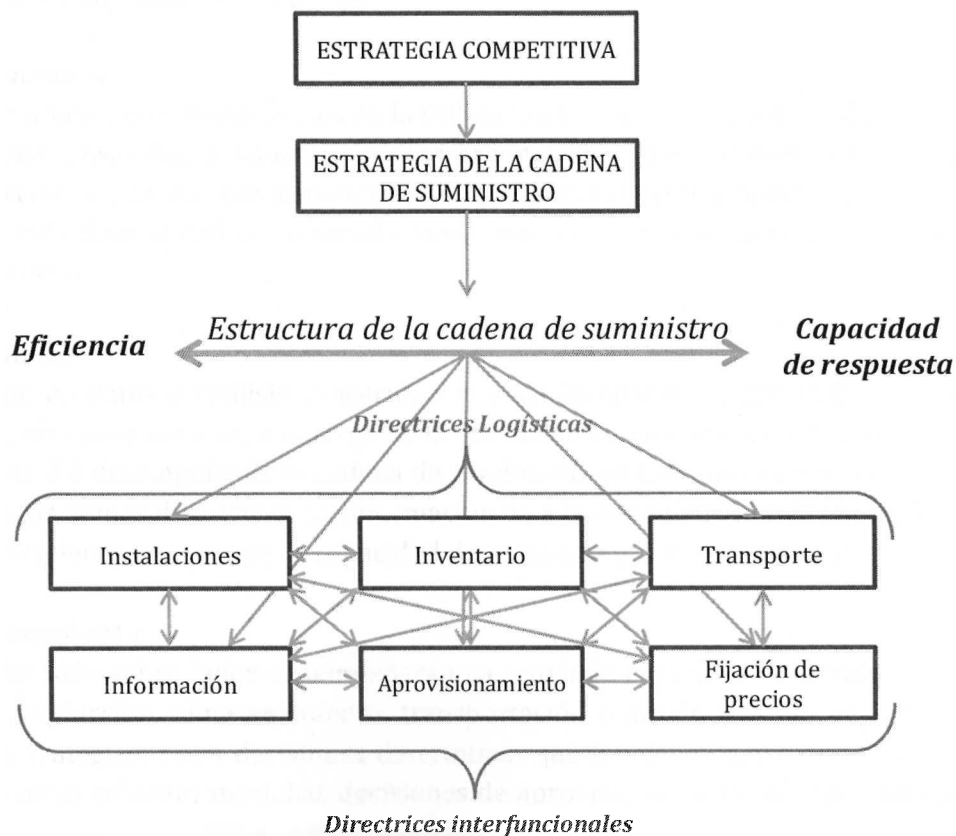 ESTRATEGIA COMPETITIVA
ESTRATEGIA DE LA CADENA
DE SUMINISTRO
Estructura de la cadena de suministro
Eficiencia
Capacidad
de respuesta
Directrices Logísticas
Instalaciones
Inventario
Transporte
Información
Aprovisionamiento
Fijación de
precios
Directrices interfuncionales